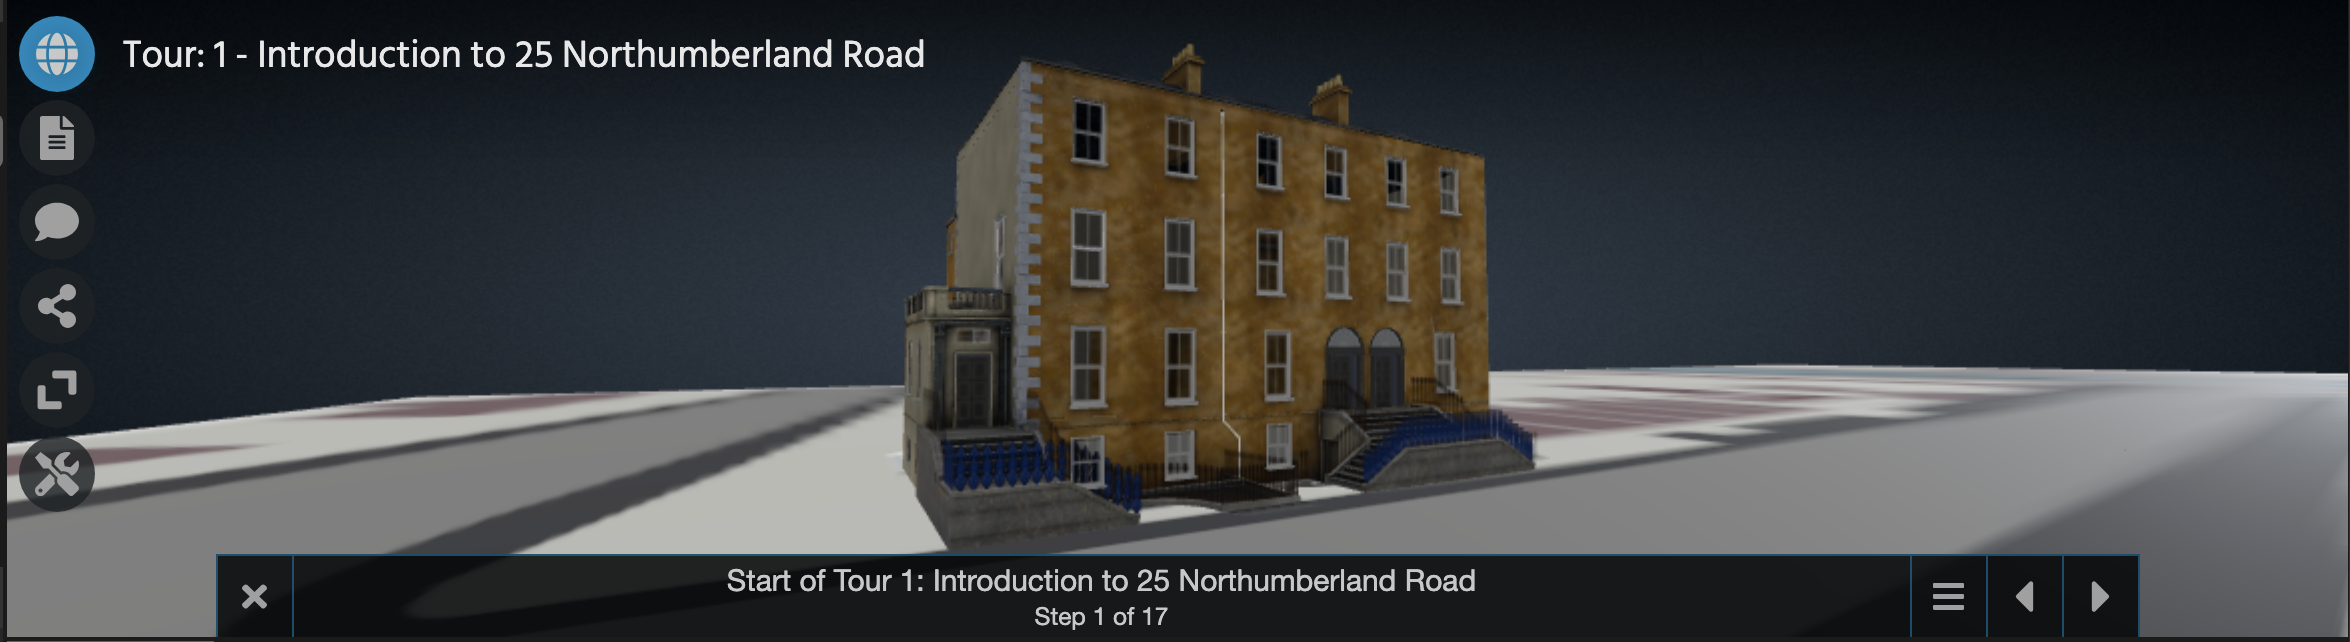 Tour: 1 - Introduction to 25 Northumberland Road
Start of Tour 1: Introduction to 25 Northumberland Road
Step 1 of 17